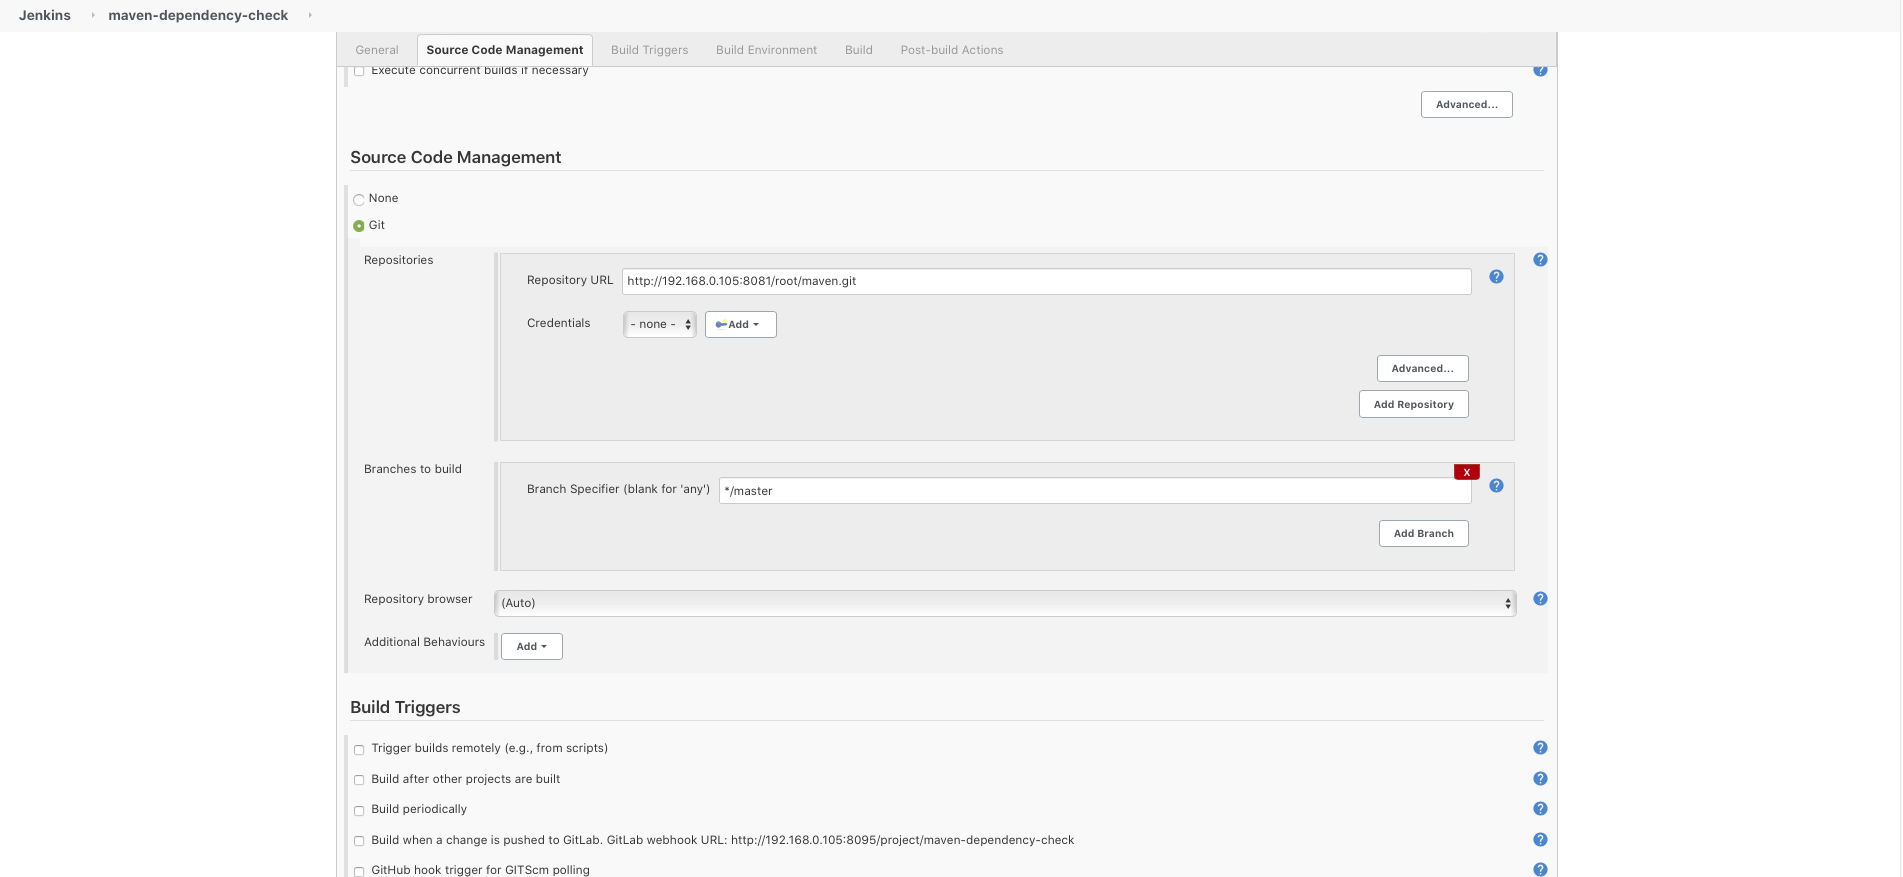 Jenkins maven-dependency-check
General Source Code Management Build Triggers Build Environment Build Post-build Actions
Execute concurrent builds if necessary ?
Advanced...
Source Code Management
None
Git
Repositories ?
Repository URL http://192.168.0.105:8081/root/maven.git ?
Credentials - none - Add
Advanced...
Add Repository
Branches to build X
Branch Specifier (blank for 'any') */master ?
Add Branch
Repository browser (Auto) ?
Additional Behaviours Add
Build Triggers
Trigger builds remotely (e.g., from scripts) ?
Build after other projects are built ?
Build periodically ?
Build when a change is pushed to GitLab. GitLab webhook URL: http://192.168.0.105:8095/project/maven-dependency-check ?
GitHub hook trigger for GITScm polling ?